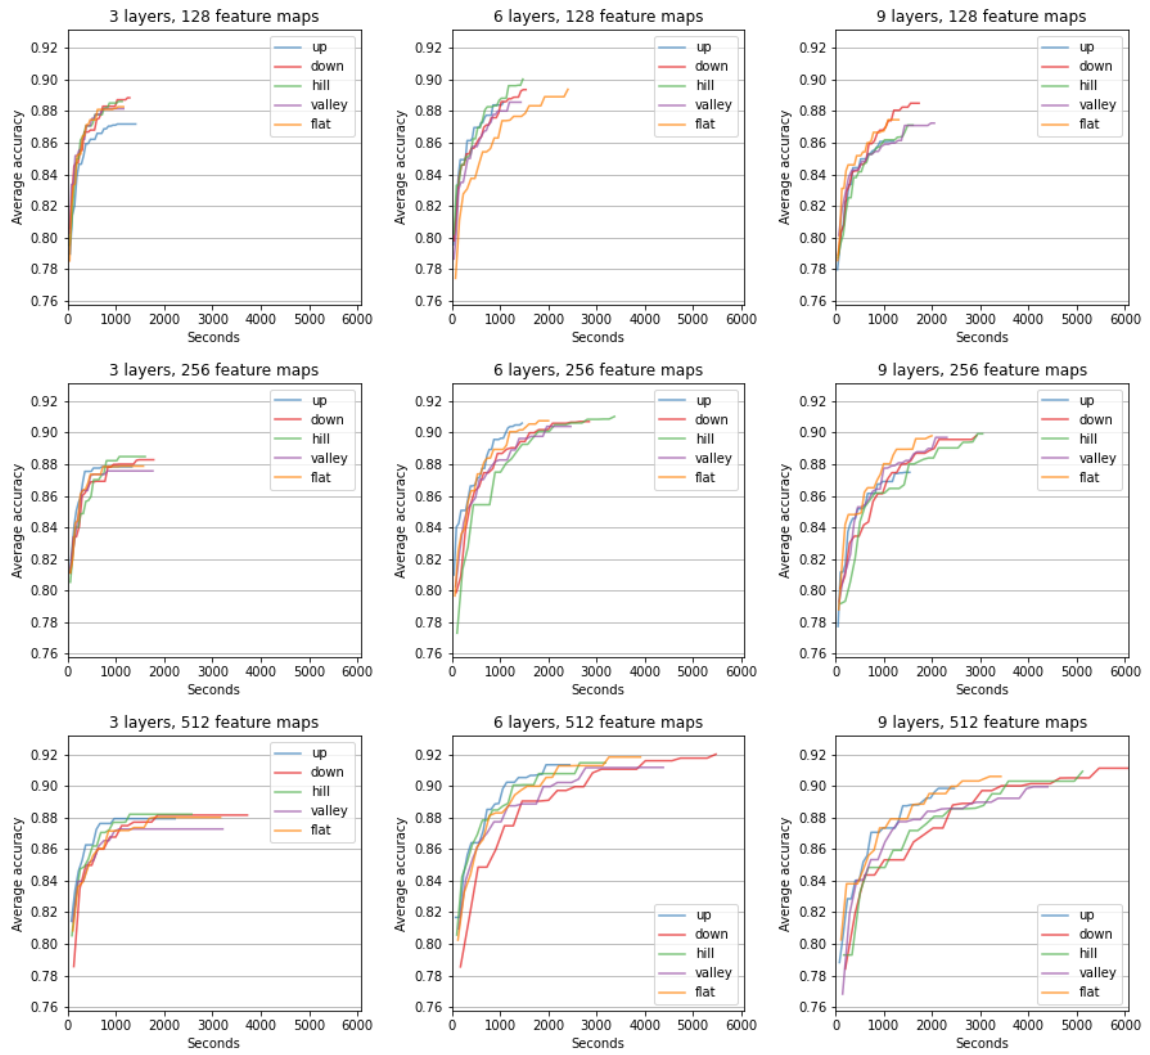 3 layers, 128 feature maps
0.92
0.90
0.88
0.86
0.84
0.82
0.80
0.78
0.76
Average accuracy
up
down
hill
valley
flat
0 1000 2000 3000 4000 5000 6000
Seconds
6 layers, 128 feature maps
0.92
0.90
0.88
0.86
0.84
0.82
0.80
0.78
0.76
Average accuracy
up
down
hill
valley
flat
0 1000 2000 3000 4000 5000 6000
Seconds
9 layers, 128 feature maps
0.92
0.90
0.88
0.86
0.84
0.82
0.80
0.78
0.76
Average accuracy
up
down
hill
valley
flat
0 1000 2000 3000 4000 5000 6000
Seconds
3 layers, 256 feature maps
0.92
0.90
0.88
0.86
0.84
0.82
0.80
0.78
0.76
Average accuracy
up
down
hill
valley
flat
0 1000 2000 3000 4000 5000 6000
Seconds
6 layers, 256 feature maps
0.92
0.90
0.88
0.86
0.84
0.82
0.80
0.78
0.76
Average accuracy
up
down
hill
valley
flat
0 1000 2000 3000 4000 5000 6000
Seconds
9 layers, 256 feature maps
0.92
0.90
0.88
0.86
0.84
0.82
0.80
0.78
0.76
Average accuracy
up
down
hill
valley
flat
0 1000 2000 3000 4000 5000 6000
Seconds
3 layers, 512 feature maps
0.92
0.90
0.88
0.86
0.84
0.82
0.80
0.78
0.76
Average accuracy
up
down
hill
valley
flat
0 1000 2000 3000 4000 5000 6000
Seconds
6 layers, 512 feature maps
0.92
0.90
0.88
0.86
0.84
0.82
0.80
0.78
0.76
Average accuracy
up
down
hill
valley
flat
0 1000 2000 3000 4000 5000 6000
Seconds
9 layers, 512 feature maps
0.92
0.90
0.88
0.86
0.84
0.82
0.80
0.78
0.76
Average accuracy
up
down
hill
valley
flat
0 1000 2000 3000 4000 5000 6000
Seconds